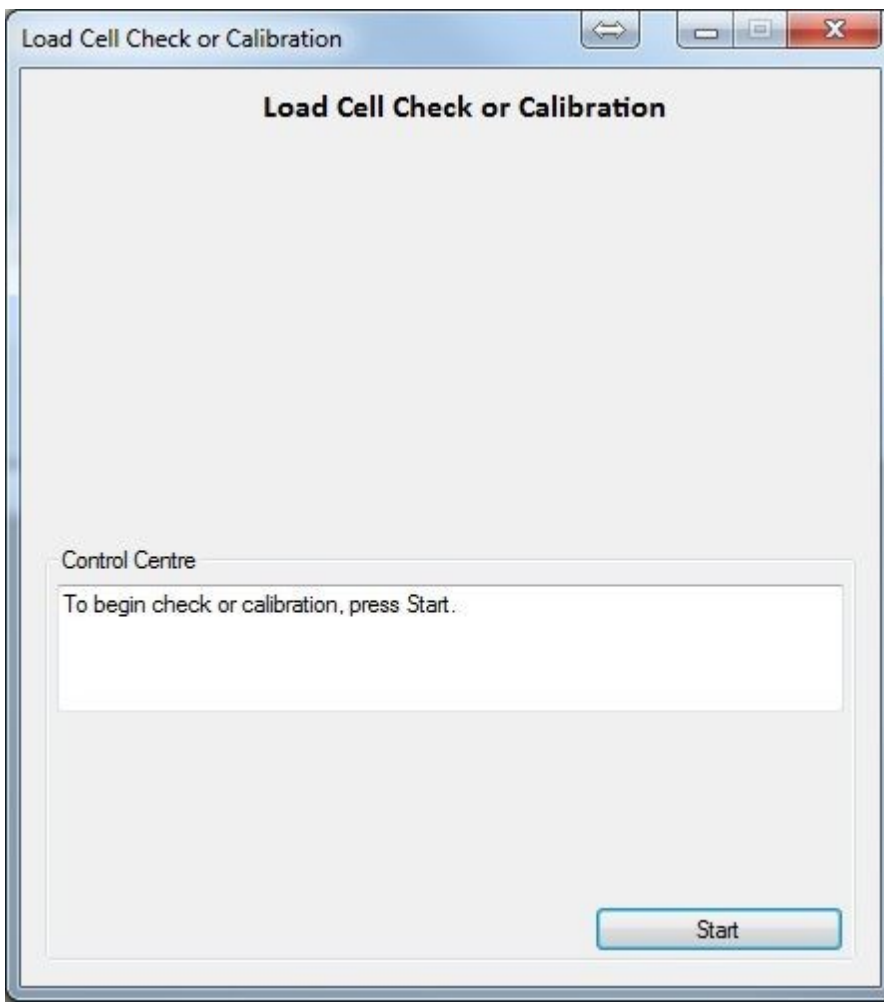 Load Cell Check or Calibration
Load Cell Check or Calibration
Control Centre
To begin check or calibration, press Start.
Start